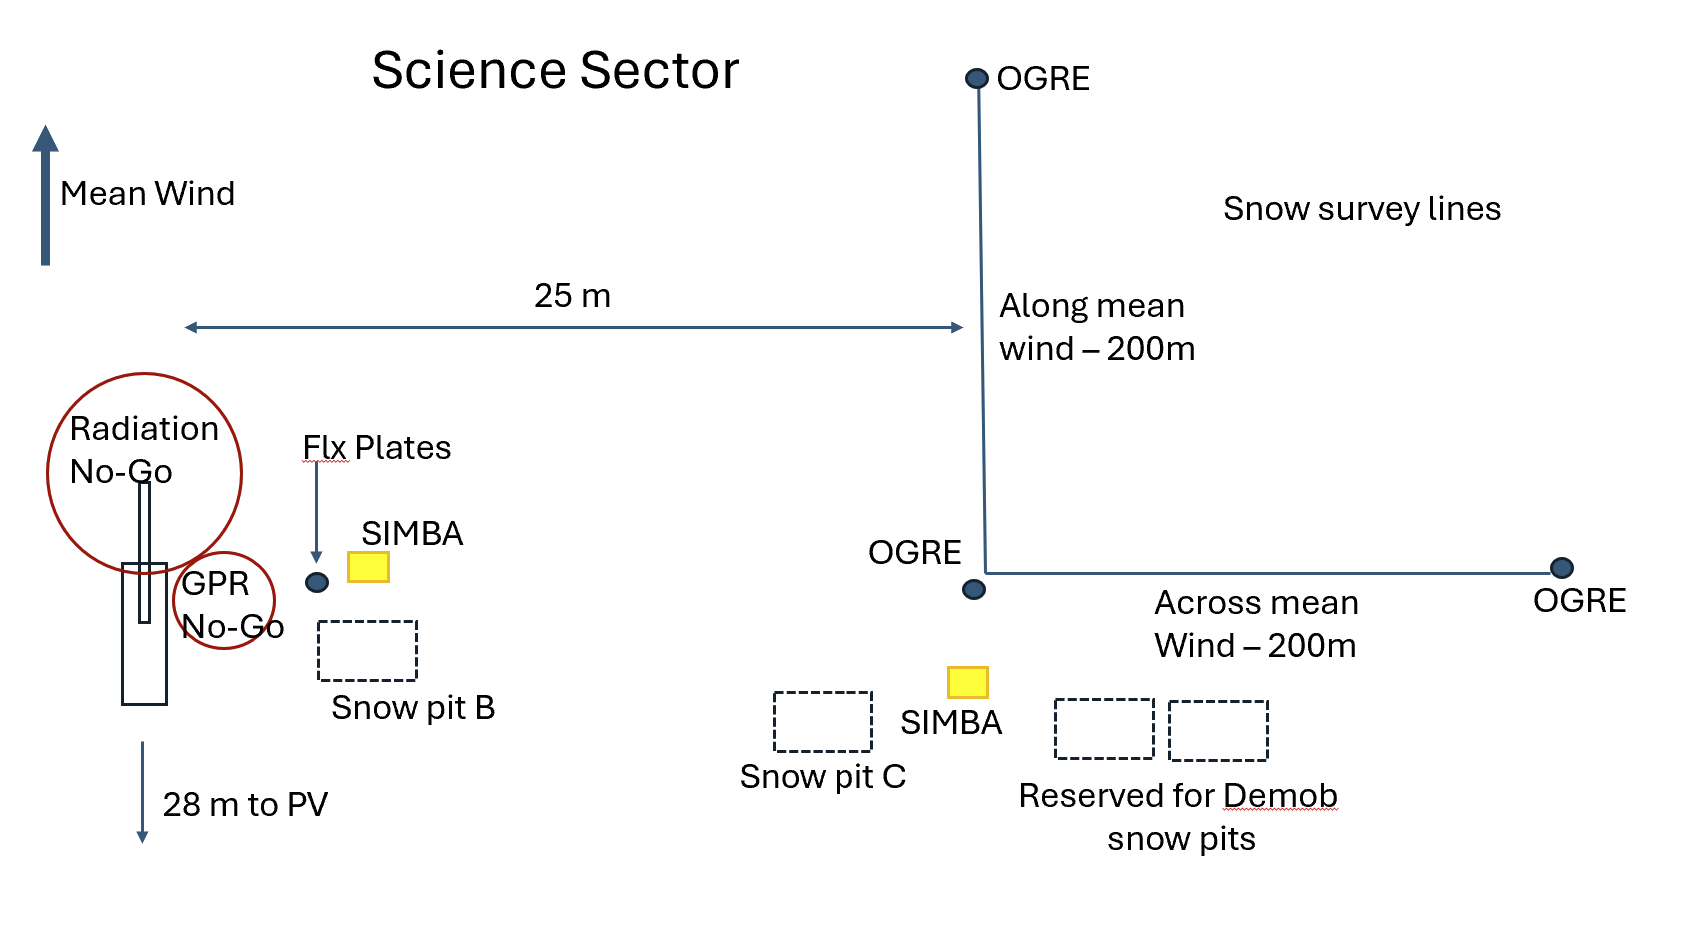 Science Sector
OGRE
Mean Wind
Snow survey lines
25 m
Along mean
wind – 200m
Radiation
No-Go
Flx Plates
SIMBA
OGRE
GPR
No-Go
Across mean
Wind – 200m
OGRE
Snow pit B
SIMBA
Snow pit C
28 m to PV
Reserved for Demob
snow pits